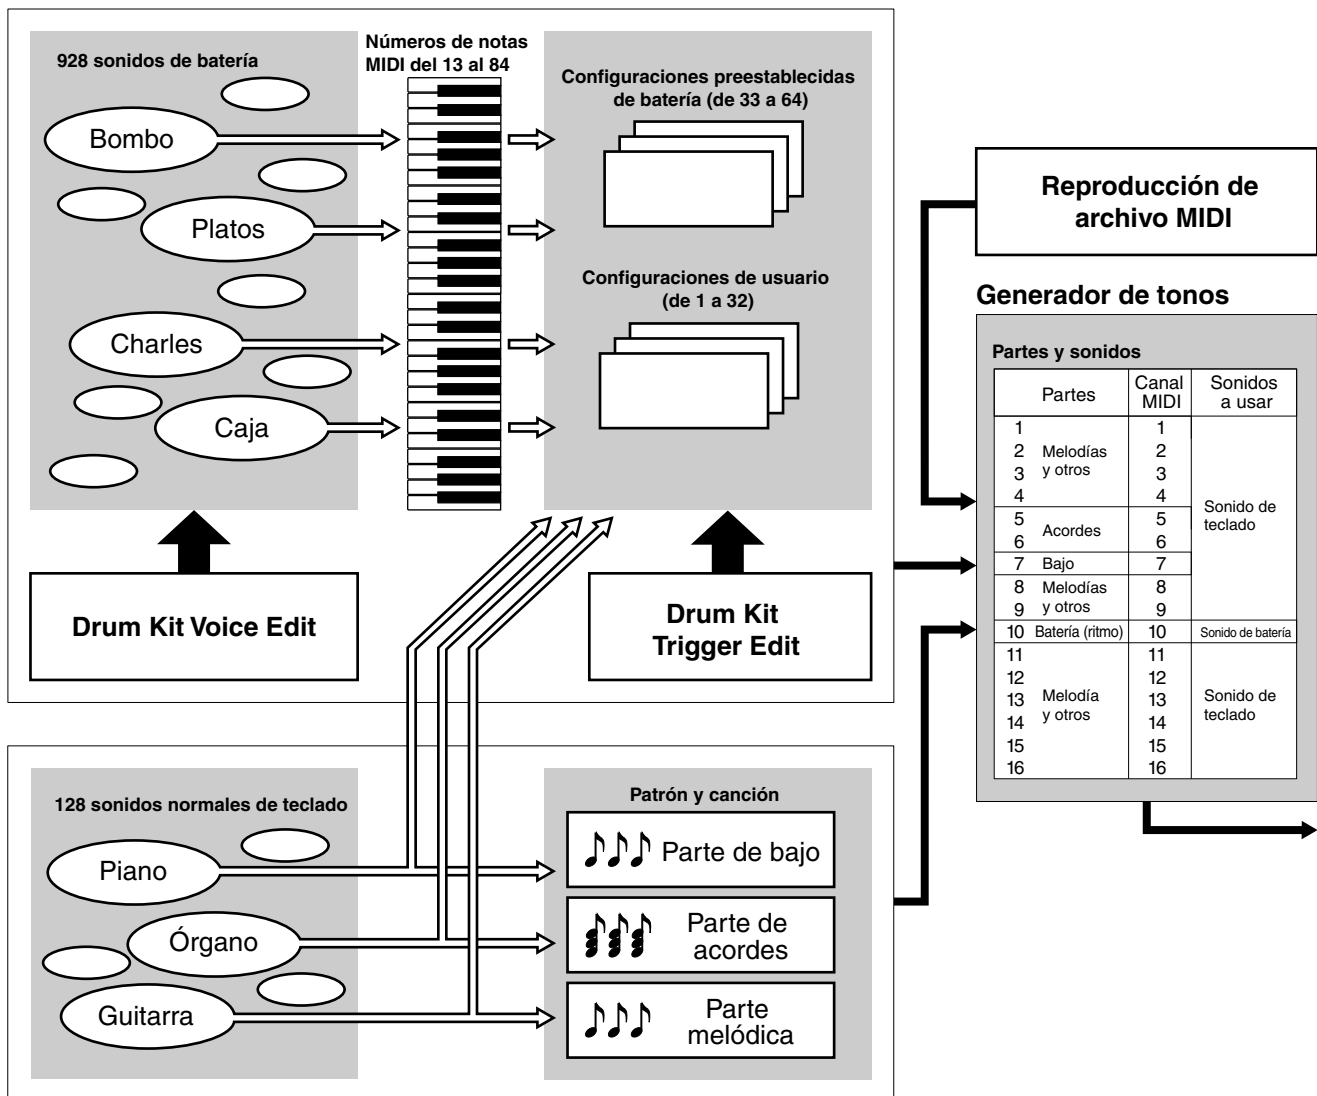 928 sonidos de batería
Bombo
Platos
Charles
Caja
Números de notas
MIDI del 13 al 84
Configuraciones preestablecidas
de batería (de 33 a 64)
Configuraciones de usuario
(de 1 a 32)
Drum Kit Voice Edit
Drum Kit
Trigger Edit
128 sonidos normales de teclado
Piano
Órgano
Guitarra
Patrón y canción
Parte de bajo
Parte de
acordes
Parte
melódica
Reproducción de
archivo MIDI
Generador de tonos
Partes y sonidos
Partes Canal MIDI Sonidos a usar
1 1
2 Melodías 2
3 y otros 3
4 4
5 5 Sonido de
6 Acordes 6 teclado
7 Bajo 7
8 Melodías 8
9 y otros 9
10 Batería (ritmo) 10 Sonido de batería
11 11
12 12
13 Melodía 13 Sonido de
14 y otros 14 teclado
15 15
16 16